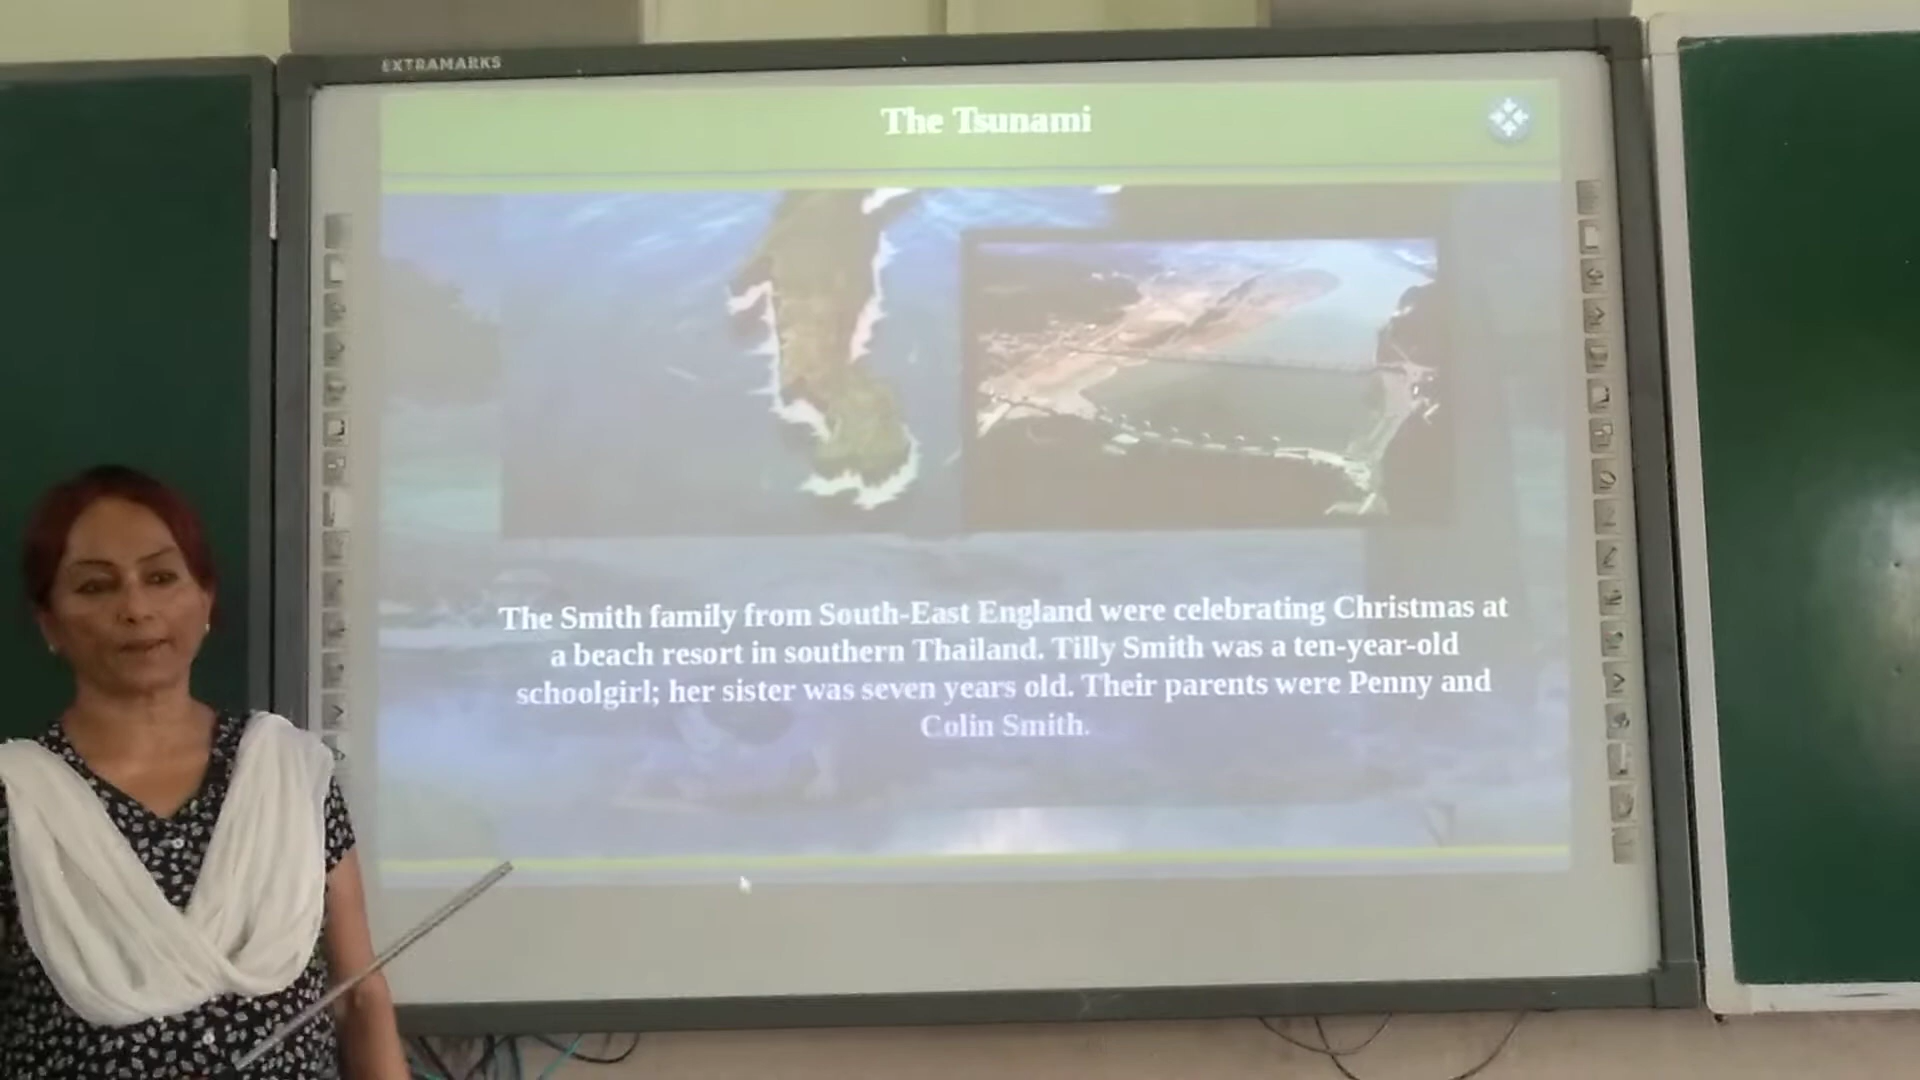 EXTRAMARKS
The Tsunami
The Smith family from South-East England were celebrating Christmas at
a beach resort in southern Thailand. Tilly Smith was a ten-year-old
schoolgirl; her sister was seven years old. Their parents were Penny and
Colin Smith.